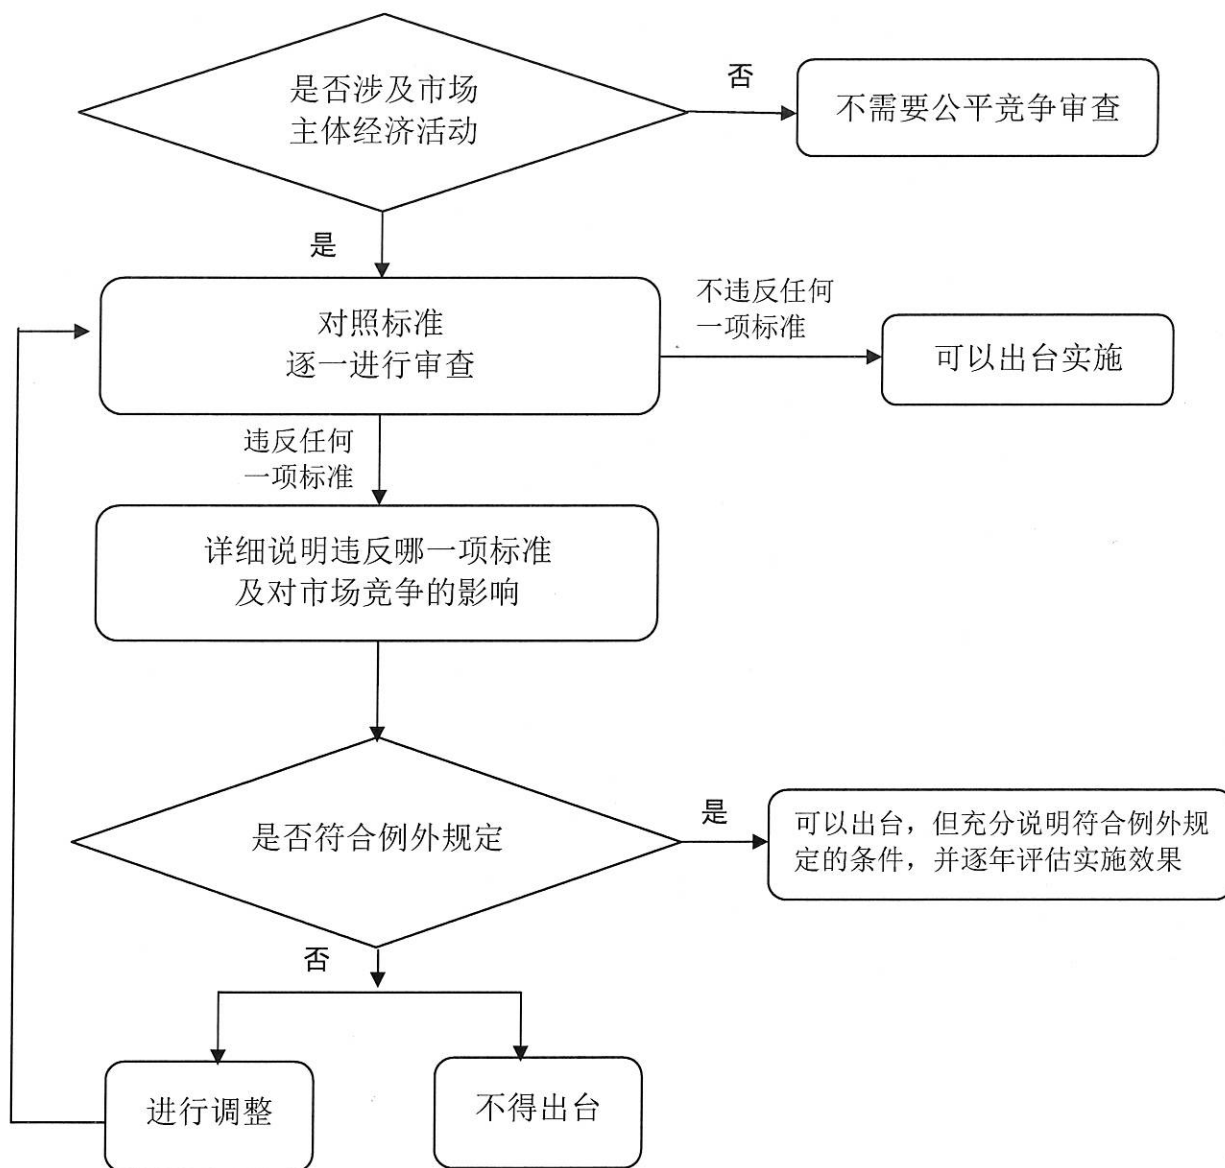 是否涉及市场
主体经济活动
否
不需要公平竞争审查
是
对照标准
逐一进行审查
不违反任何
一项标准
可以出台实施
违反任何
一项标准
详细说明违反哪一项标准
及对市场竞争的影响
是否符合例外规定
是
可以出台，但充分说明符合例外规
定的条件，并逐年评估实施效果
否
进行调整
不得出台